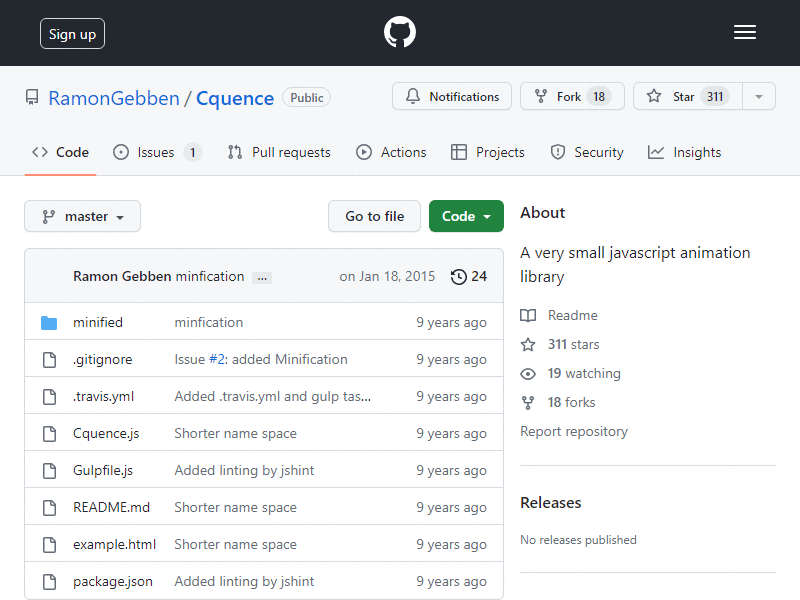 Sign up
RamonGebben / Cquence Public
Notifications
Fork 18
Star 311
Code
Issues 1
Pull requests
Actions
Projects
Security
Insights
master
Go to file
Code
Ramon Gebben minfication ... on Jan 18, 2015 24
minified minfication 9 years ago
.gitignore Issue #2: added Minification 9 years ago
.travis.yml Added .travis.yml and gulp tas... 9 years ago
Cquence.js Shorter name space 9 years ago
Gulpfile.js Added linting by jshint 9 years ago
README.md Shorter name space 9 years ago
example.html Shorter name space 9 years ago
package.json Added linting by jshint 9 years ago
About
A very small javascript animation
library
Readme
311 stars
19 watching
18 forks
Report repository
Releases
No releases published